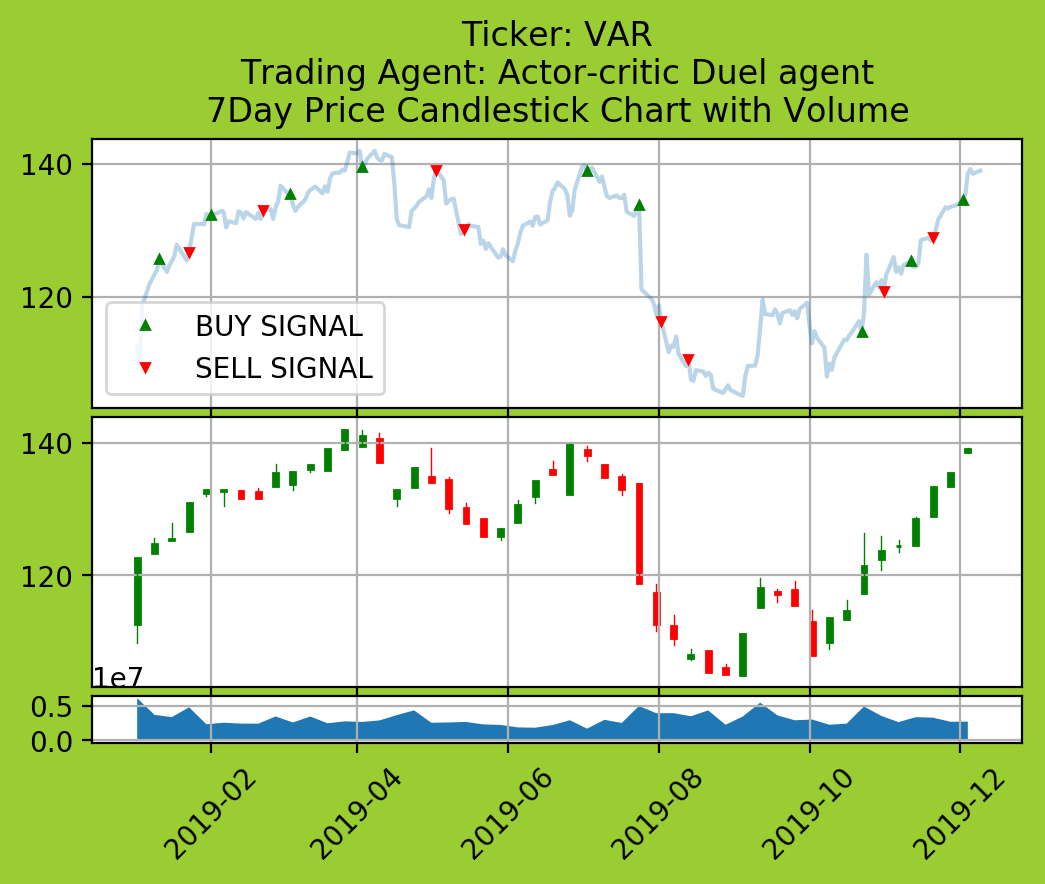 Ticker: VAR
Trading Agent: Actor-critic Duel agent
7Day Price Candlestick Chart with Volume
140
120
BUY SIGNAL
SELL SIGNAL
140
120
1e7
0.5
0.0
2019-02
2019-04
2019-06
2019-08
2019-10
2019-12